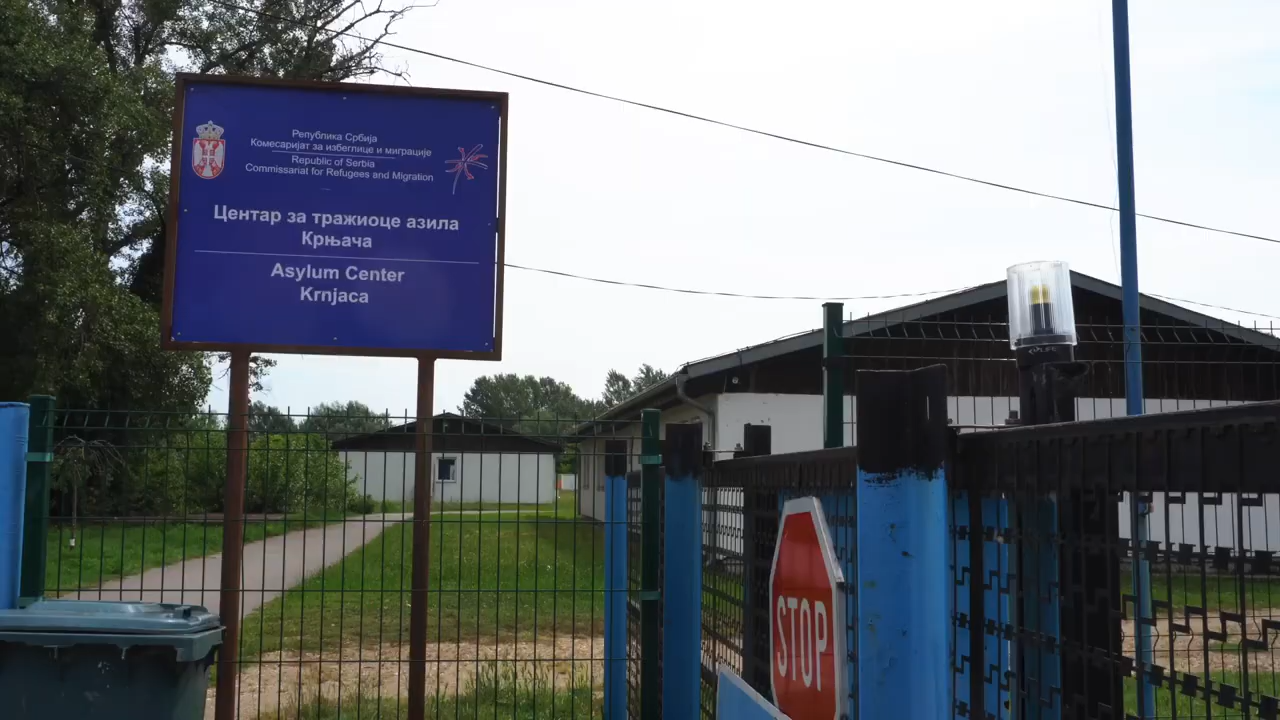 Република Србија
Комесаријат за избеглице и миграције
Republic of Serbia
Commissariat for Refugees and Migration
Центар за тражиоце азила
Крњача
Asylum Center
Krnjaca
STOP